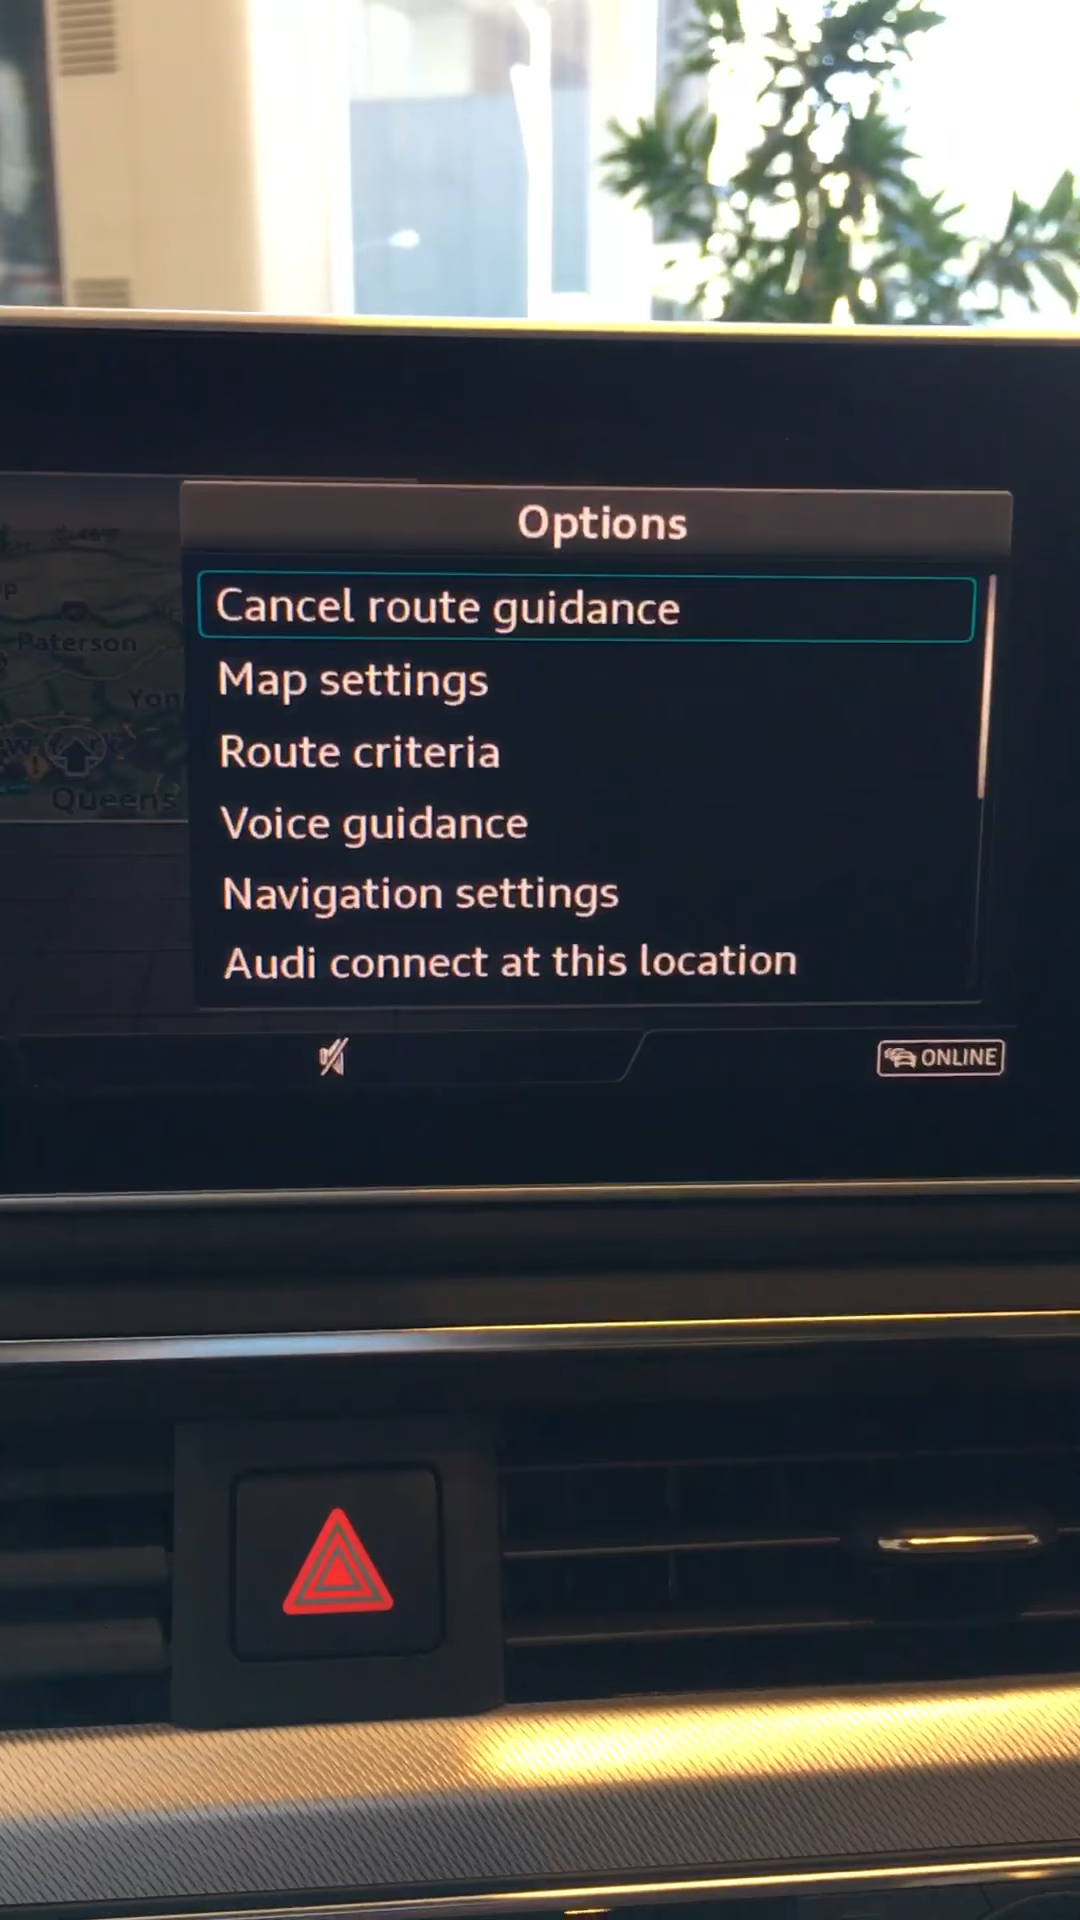 Options
Cancel route guidance
Map settings
Route criteria
Voice guidance
Navigation settings
Audi connect at this location
Paterson
Yon
Queens
ONLINE